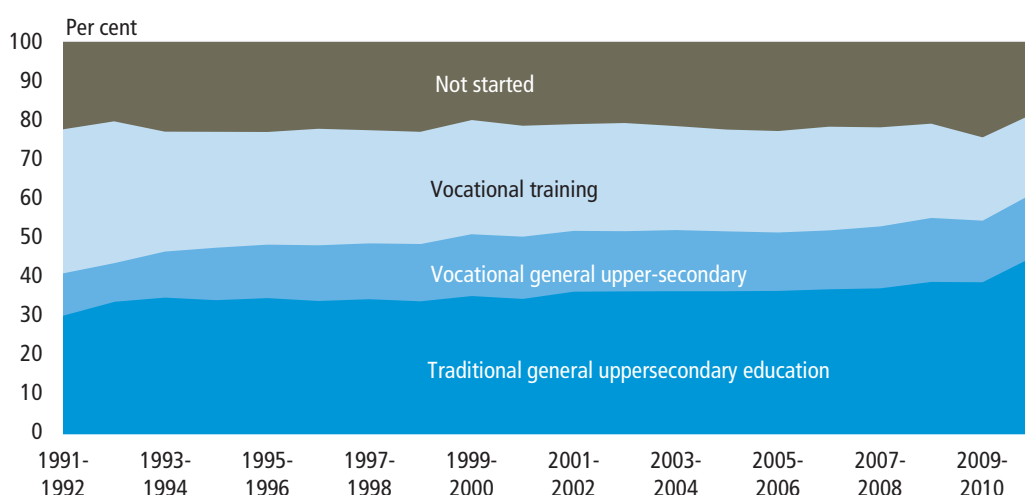 Per cent
100
90
80
70
60
50
40
30
20
10
0
Not started
Vocational training
Vocational general upper-secondary
Traditional general uppersecondary education
1991- 1993- 1995- 1997- 1999- 2001- 2003- 2005- 2007- 2009-
1992 1994 1996 1998 2000 2002 2004 2006 2008 2010